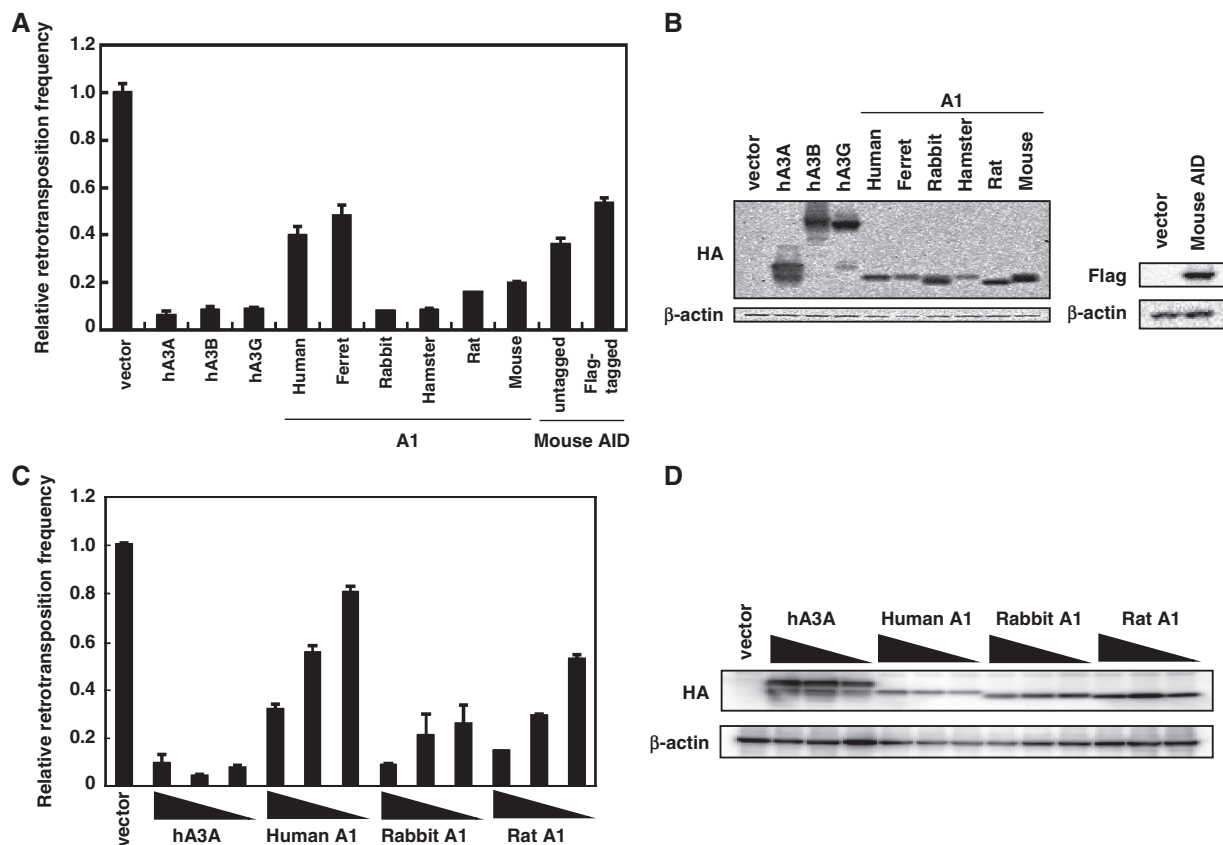 A
Relative retrotransposition frequency
1.2
1.0
0.8
0.6
0.4
0.2
0
vector
hA3A
hA3B
hA3G
Human
Ferret
Rabbit
Hamster
Rat
Mouse
untagged
Flag-
tagged
A1
Mouse AID
B
A1
vector
hA3A
hA3B
hA3G
Human
Ferret
Rabbit
Hamster
Rat
Mouse
HA
β-actin
vector
Mouse AID
Flag
β-actin
C
Relative retrotransposition frequency
1.2
1.0
0.8
0.6
0.4
0.2
0
vector
hA3A
Human A1
Rabbit A1
Rat A1
D
vector
hA3A
Human A1
Rabbit A1
Rat A1
HA
β-actin